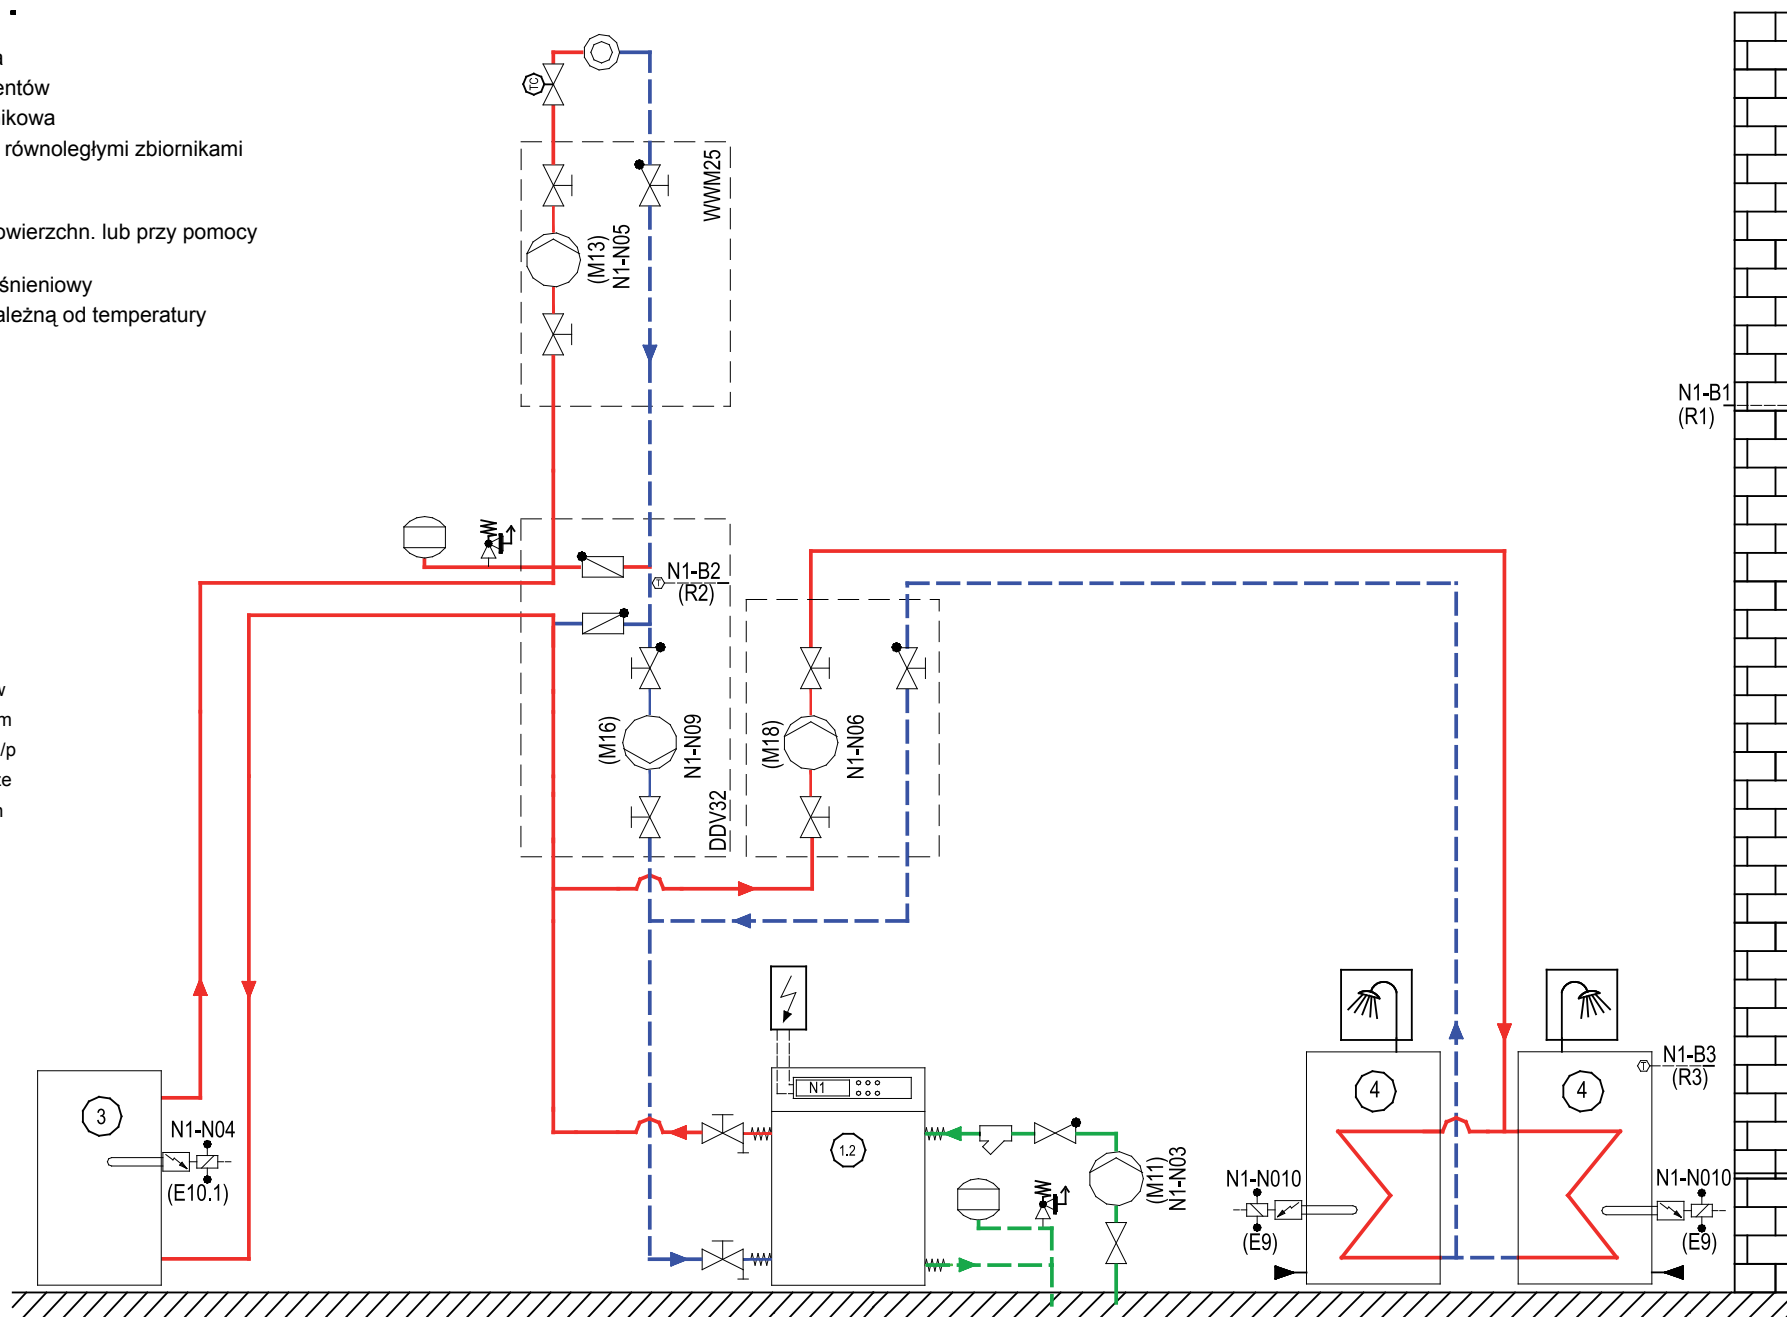 entów
ikowa
równoległymi zbiornikami
owierzchn. lub przy pomocy
śnieniowy
ależną od temperatury
w
m
/p
te
TC
WWM25
(M13)
N1-N05
N1-B1
(R1)
N1-B2
(R2)
T
(M16)
N1-N09
DDV32
(M18)
N1-N06
N1
1.2
3
N1-N04
(E10.1)
(M11)
N1-N03
4
4
T
N1-B3
(R3)
N1-N010
(E9)
N1-N010
(E9)